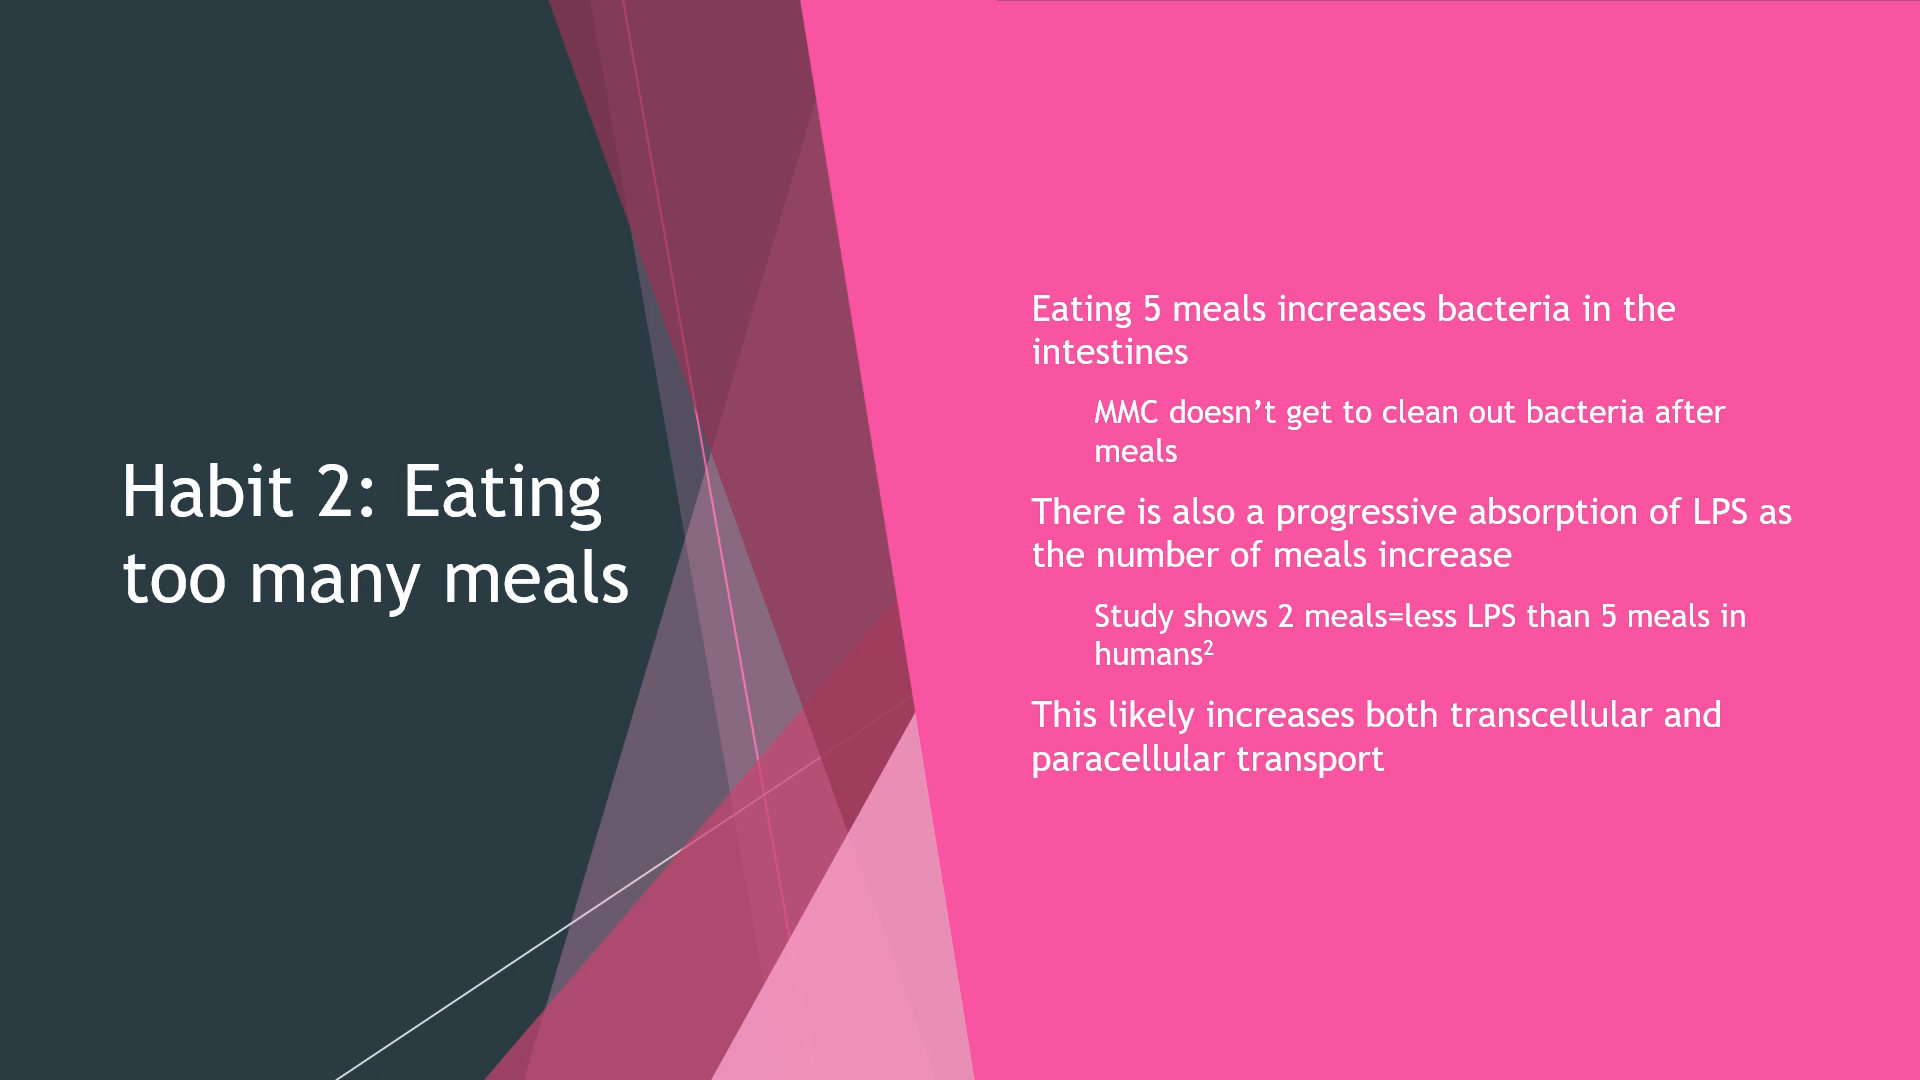 Habit 2: Eating
too many meals
Eating 5 meals increases bacteria in the
intestines
MMC doesn’t get to clean out bacteria after
meals
There is also a progressive absorption of LPS as
the number of meals increase
Study shows 2 meals=less LPS than 5 meals in
humans²
This likely increases both transcellular and
paracellular transport